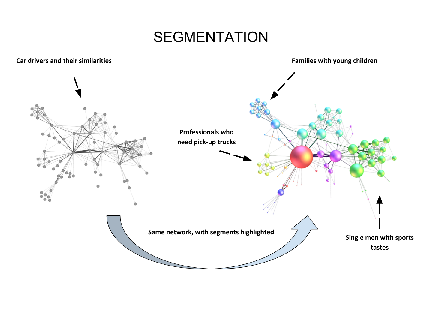 SEGMENTATION
Car drivers and their similarities
Families with young children
Professionals who
need pick-up trucks
Same network, with segments highlighted
Single men with sports
tastes